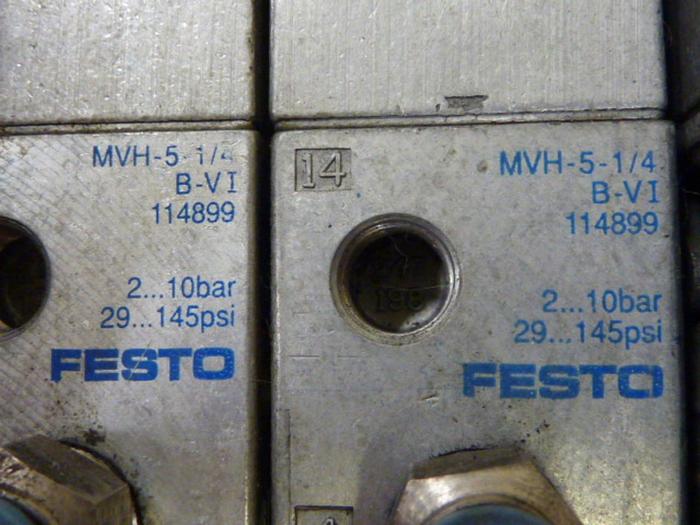 MVH-5-1/4
B-VI
114899
2...10bar
29...145psi
FESTO
14
MVH-5-1/4
B-VI
114899
2...10bar
29...145psi
FESTO